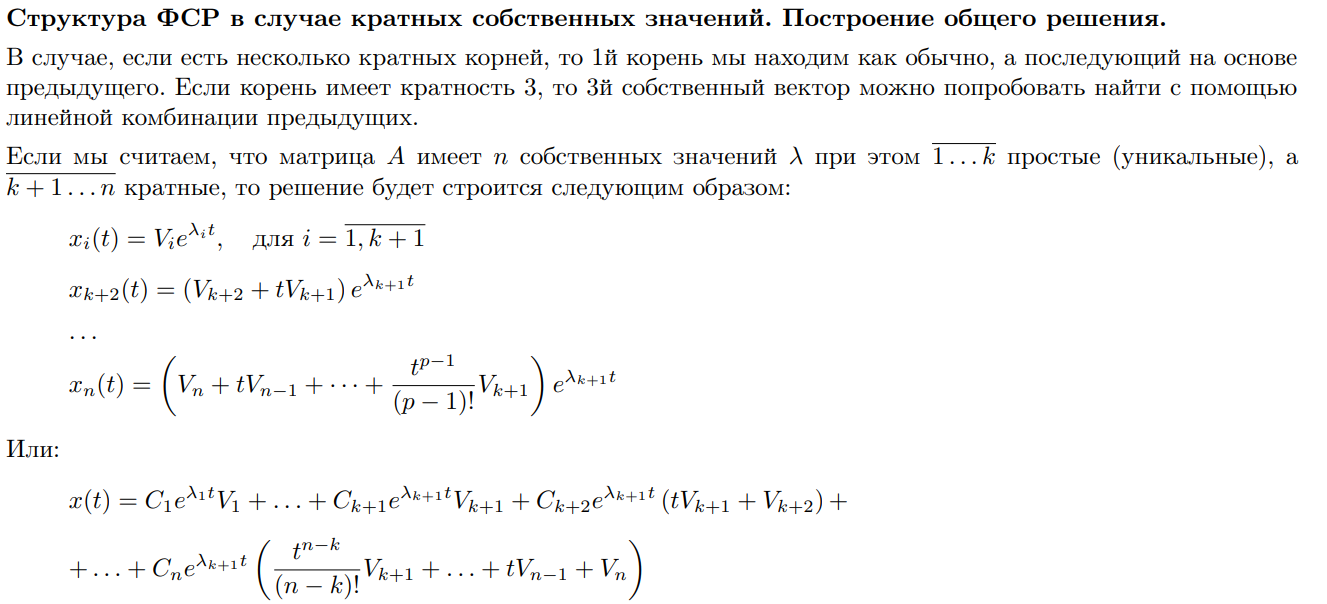 Структура ФСР в случае кратных собственных значений. Построение общего решения.
В случае, если есть несколько кратных корней, то 1й корень мы находим как обычно, а последующий на основе
предыдущего. Если корень имеет кратность 3, то 3й собственный вектор можно попробовать найти с помощью
линейной комбинации предыдущих.
Если мы считаем, что матрица $A$ имеет $n$ собственных значений $\lambda$ при этом $\overline{1 \ldots k}$ простые (уникальные), а
$\overline{k+1 \ldots n}$ кратные, то решение будет строится следующим образом:
$x_i(t) = V_i e^{\lambda_i t}, \quad \text{для } i = \overline{1, k+1}$
$x_{k+2}(t) = (V_{k+2} + tV_{k+1}) e^{\lambda_{k+1} t}$
$\ldots$
$x_n(t) = \left( V_n + tV_{n-1} + \cdots + \frac{t^{p-1}}{(p-1)!} V_{k+1} \right) e^{\lambda_{k+1} t}$
Или:
$x(t) = C_1 e^{\lambda_1 t} V_1 + \ldots + C_{k+1} e^{\lambda_{k+1} t} V_{k+1} + C_{k+2} e^{\lambda_{k+1} t} (tV_{k+1} + V_{k+2}) +$
$+ \ldots + C_n e^{\lambda_{k+1} t} \left( \frac{t^{n-k}}{(n-k)!} V_{k+1} + \ldots + tV_{n-1} + V_n \right)$